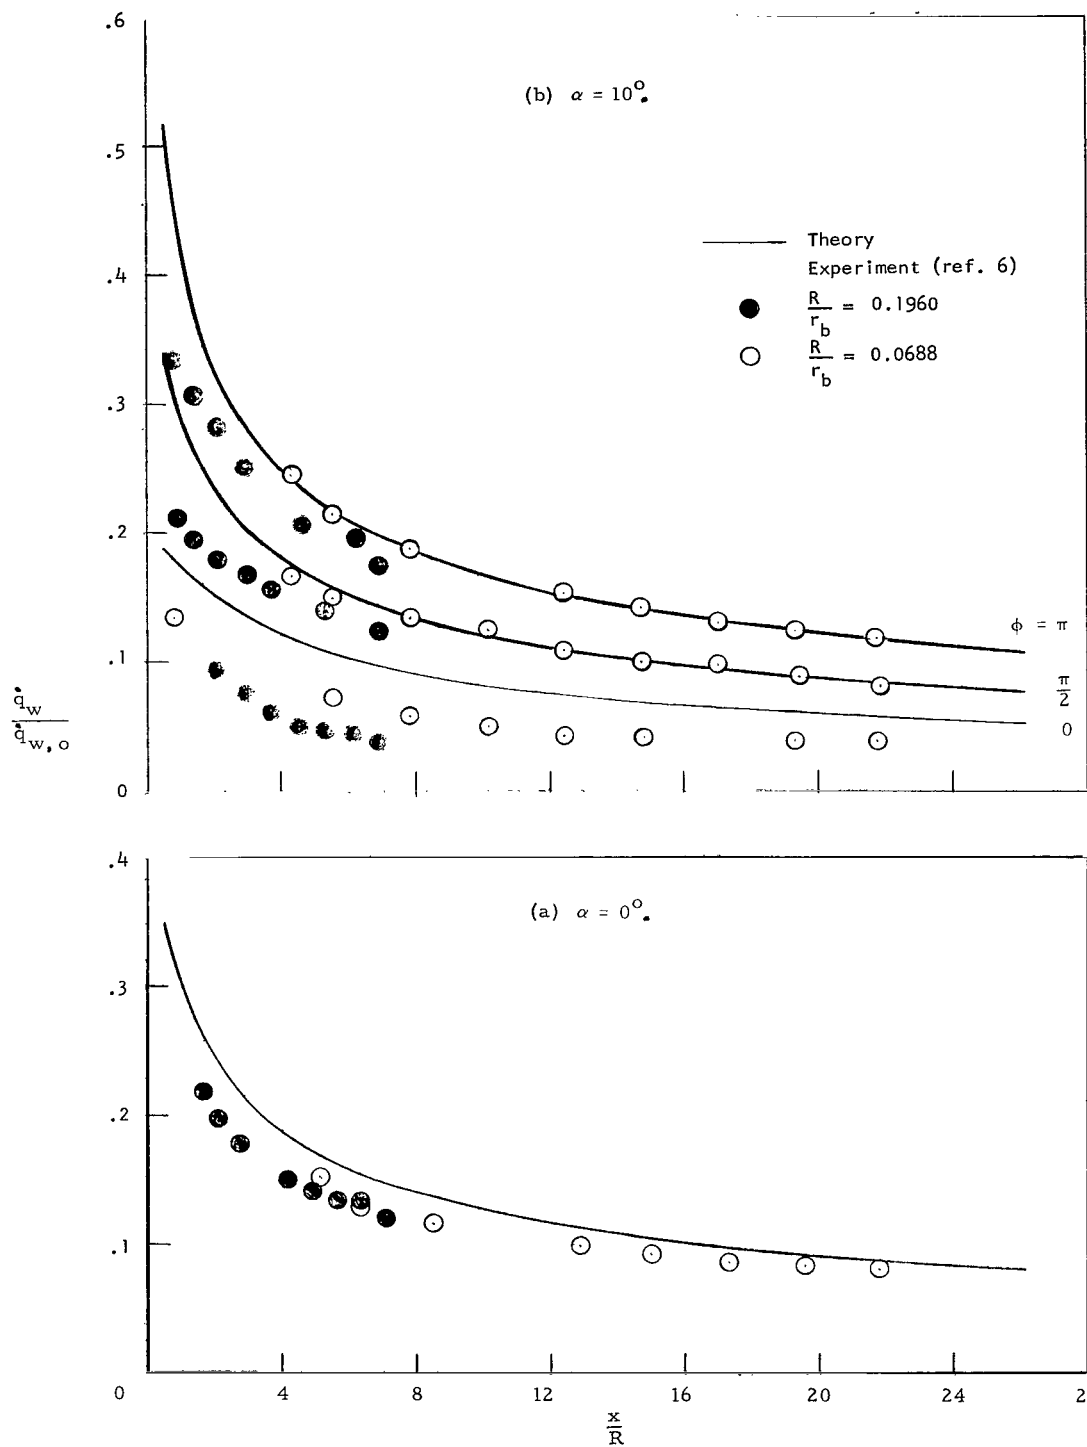 .6
(b) α = 10°.
.5
.4
.3
.2
.1
0
Theory
Experiment (ref. 6)
R/r_b = 0.1960
R/r_b = 0.0688
ϕ = π
π/2
0
q̇_w/q̇_w,o
.4
(a) α = 0°.
.3
.2
.1
0 4 8 12 16 20 24 2
x/R